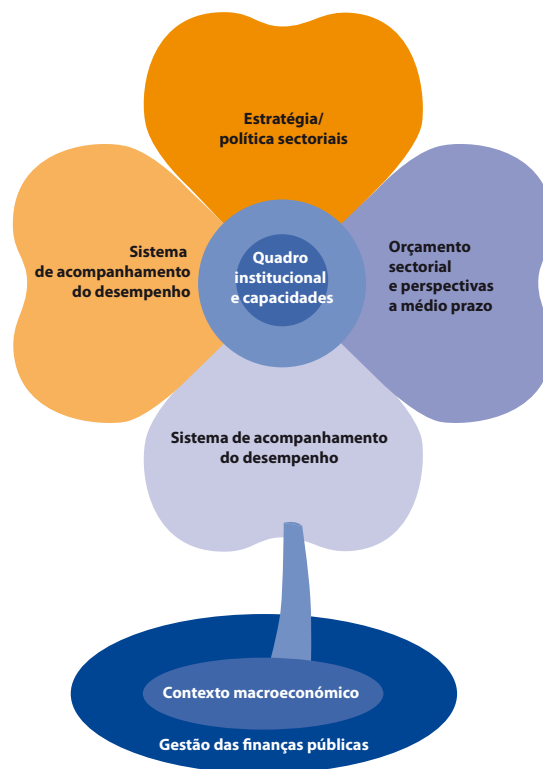 Estratégia/
política sectoriais
Sistema
de acompanhamento
do desempenho
Quadro
institucional
e capacidades
Orçamento
sectorial
e perspectivas
a médio prazo
Sistema de acompanhamento
do desempenho
Contexto macroeconómico
Gestão das finanças públicas